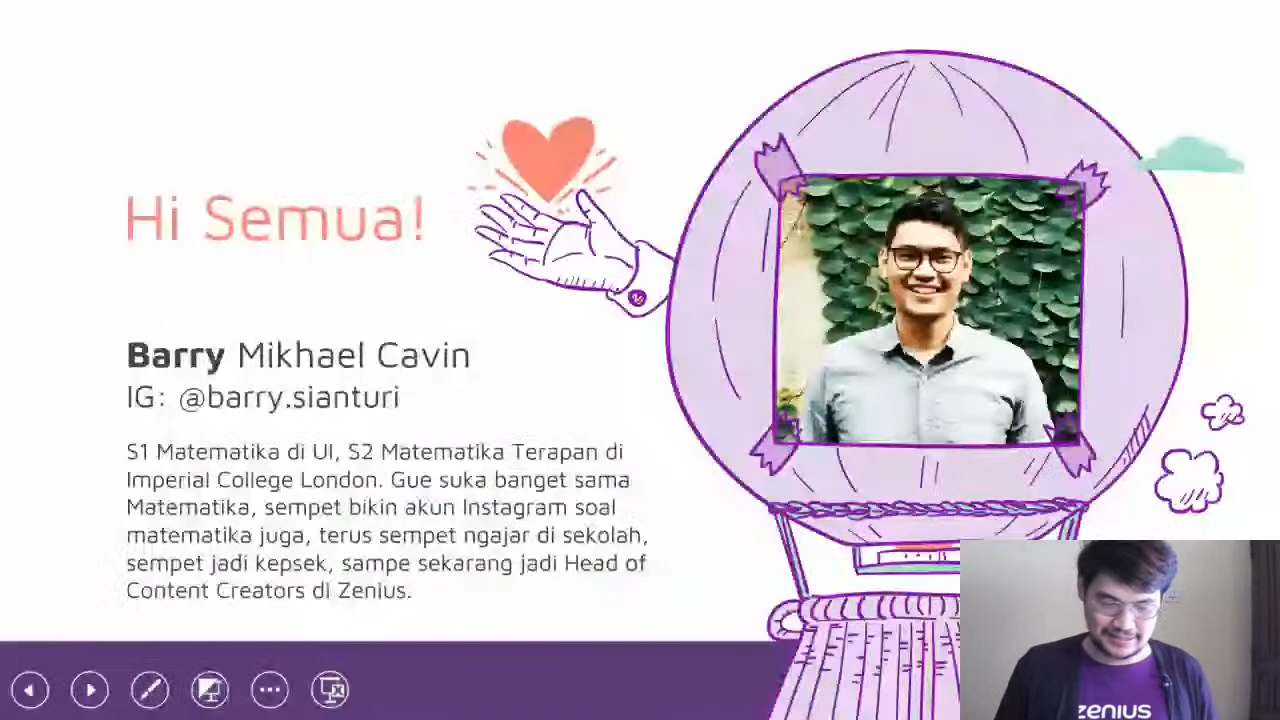 Hi Semua!
Barry Mikhael Cavin
IG: @barry.sianturi
S1 Matematika di UI, S2 Matematika Terapan di
Imperial College London. Gue suka banget sama
Matematika, sempet bikin akun Instagram soal
matematika juga, terus sempet ngajar di sekolah,
sempet jadi kepsek, sampe sekarang jadi Head of
Content Creators di Zenius.
zenius